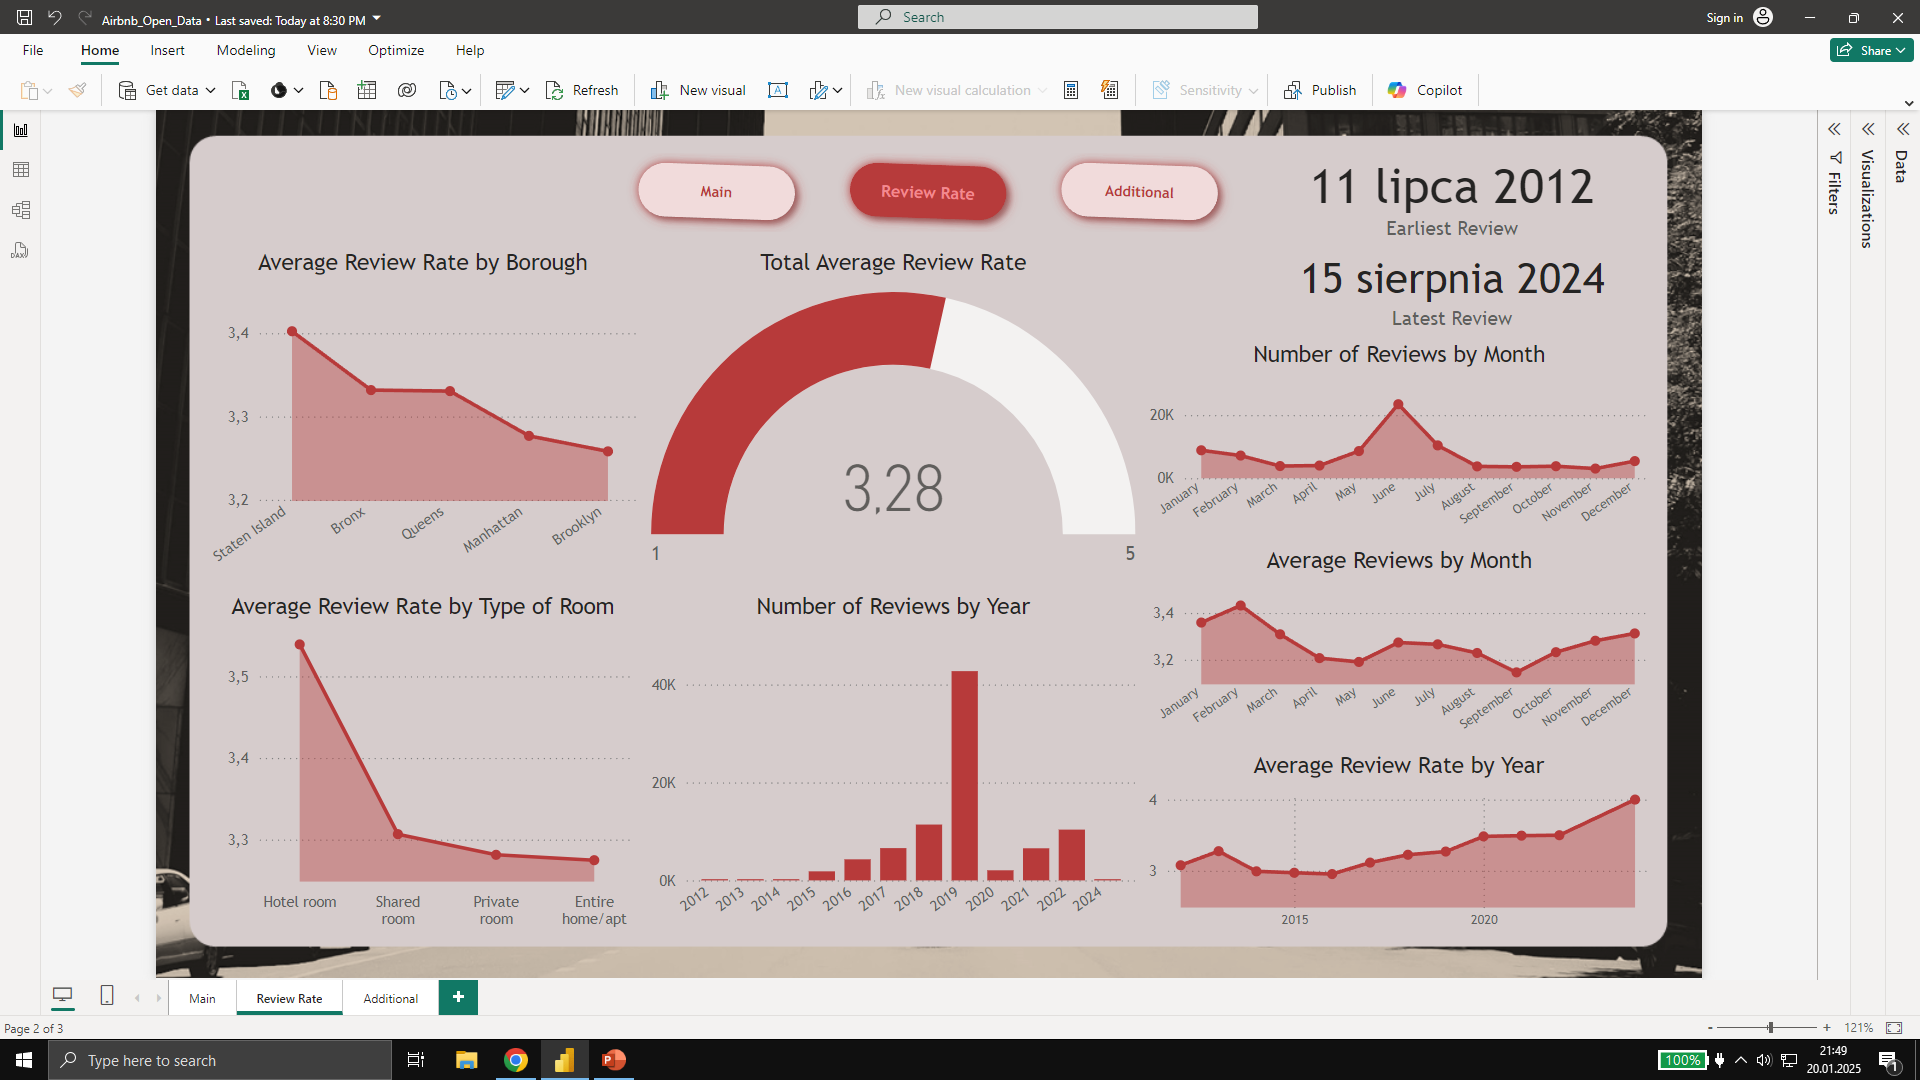 Airbnb_Open_Data • Last saved: Today at 8:30 PM
Search
Sign in
File
Home
Insert
Modeling
View
Optimize
Help
Share
Get data
Refresh
New visual
New visual calculation
Sensitivity
Publish
Copilot
Main
Review Rate
Additional
11 lipca 2012
Earliest Review
15 sierpnia 2024
Latest Review
Average Review Rate by Borough
3,4
3,3
3,2
Staten Island
Bronx
Queens
Manhattan
Brooklyn
Total Average Review Rate
3,28
1
5
Number of Reviews by Month
20K
0K
January
February
March
April
May
June
July
August
September
October
November
December
Average Reviews by Month
3,4
3,2
January
February
March
April
May
June
July
August
September
October
November
December
Average Review Rate by Type of Room
3,5
3,4
3,3
Hotel room
Shared
room
Private
room
Entire
home/apt
Number of Reviews by Year
40K
20K
0K
2012
2013
2014
2015
2016
2017
2018
2019
2020
2021
2022
2024
Average Review Rate by Year
4
3
2015
2020
Filters
Visualizations
Data
DAX
Main
Review Rate
Additional
+
Page 2 of 3
- + 121%
Type here to search
100%
21:49
20.01.2025
1